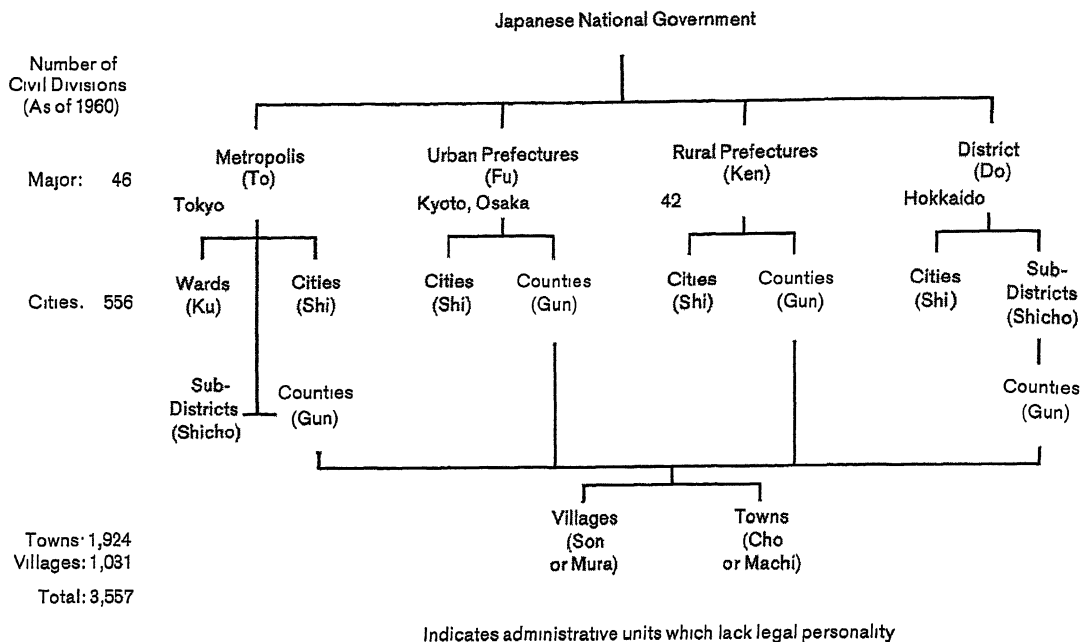 Japanese National Government
Number of
Civil Divisions
(As of 1960)
Major: 46
Metropolis
(To)
Tokyo
Urban Prefectures
(Fu)
Kyoto, Osaka
Rural Prefectures
(Ken)
42
District
(Do)
Hokkaido
Cities. 556
Wards
(Ku)
Cities
(Shi)
Cities
(Shi)
Counties
(Gun)
Cities
(Shi)
Counties
(Gun)
Cities
(Shi)
Sub-
Districts
(Shicho)
Sub-
Districts
(Shicho)
Counties
(Gun)
Counties
(Gun)
Villages
(Son
or Mura)
Towns
(Cho
or Machi)
Towns· 1,924
Villages: 1,031
Total: 3,557
Indicates administrative units which lack legal personality